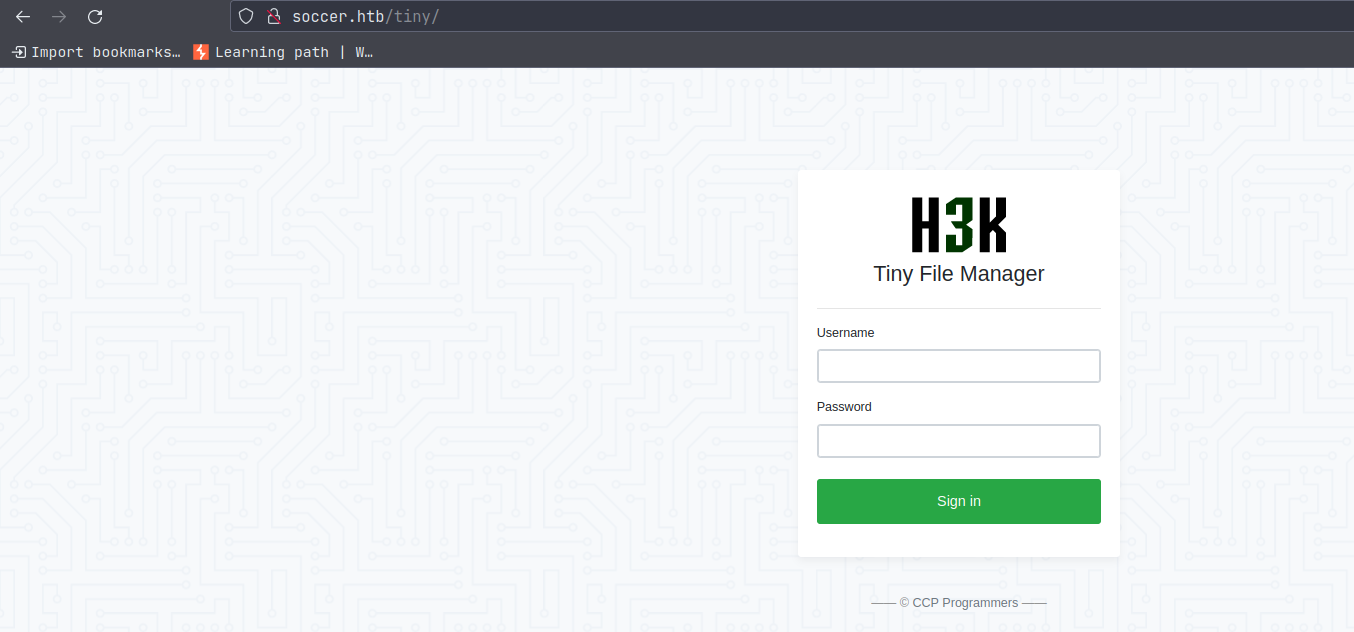 soccer.htb/tiny/
Import bookmarks… Learning path | W…
H3K
Tiny File Manager
Username
Password
Sign in
—— © CCP Programmers ——